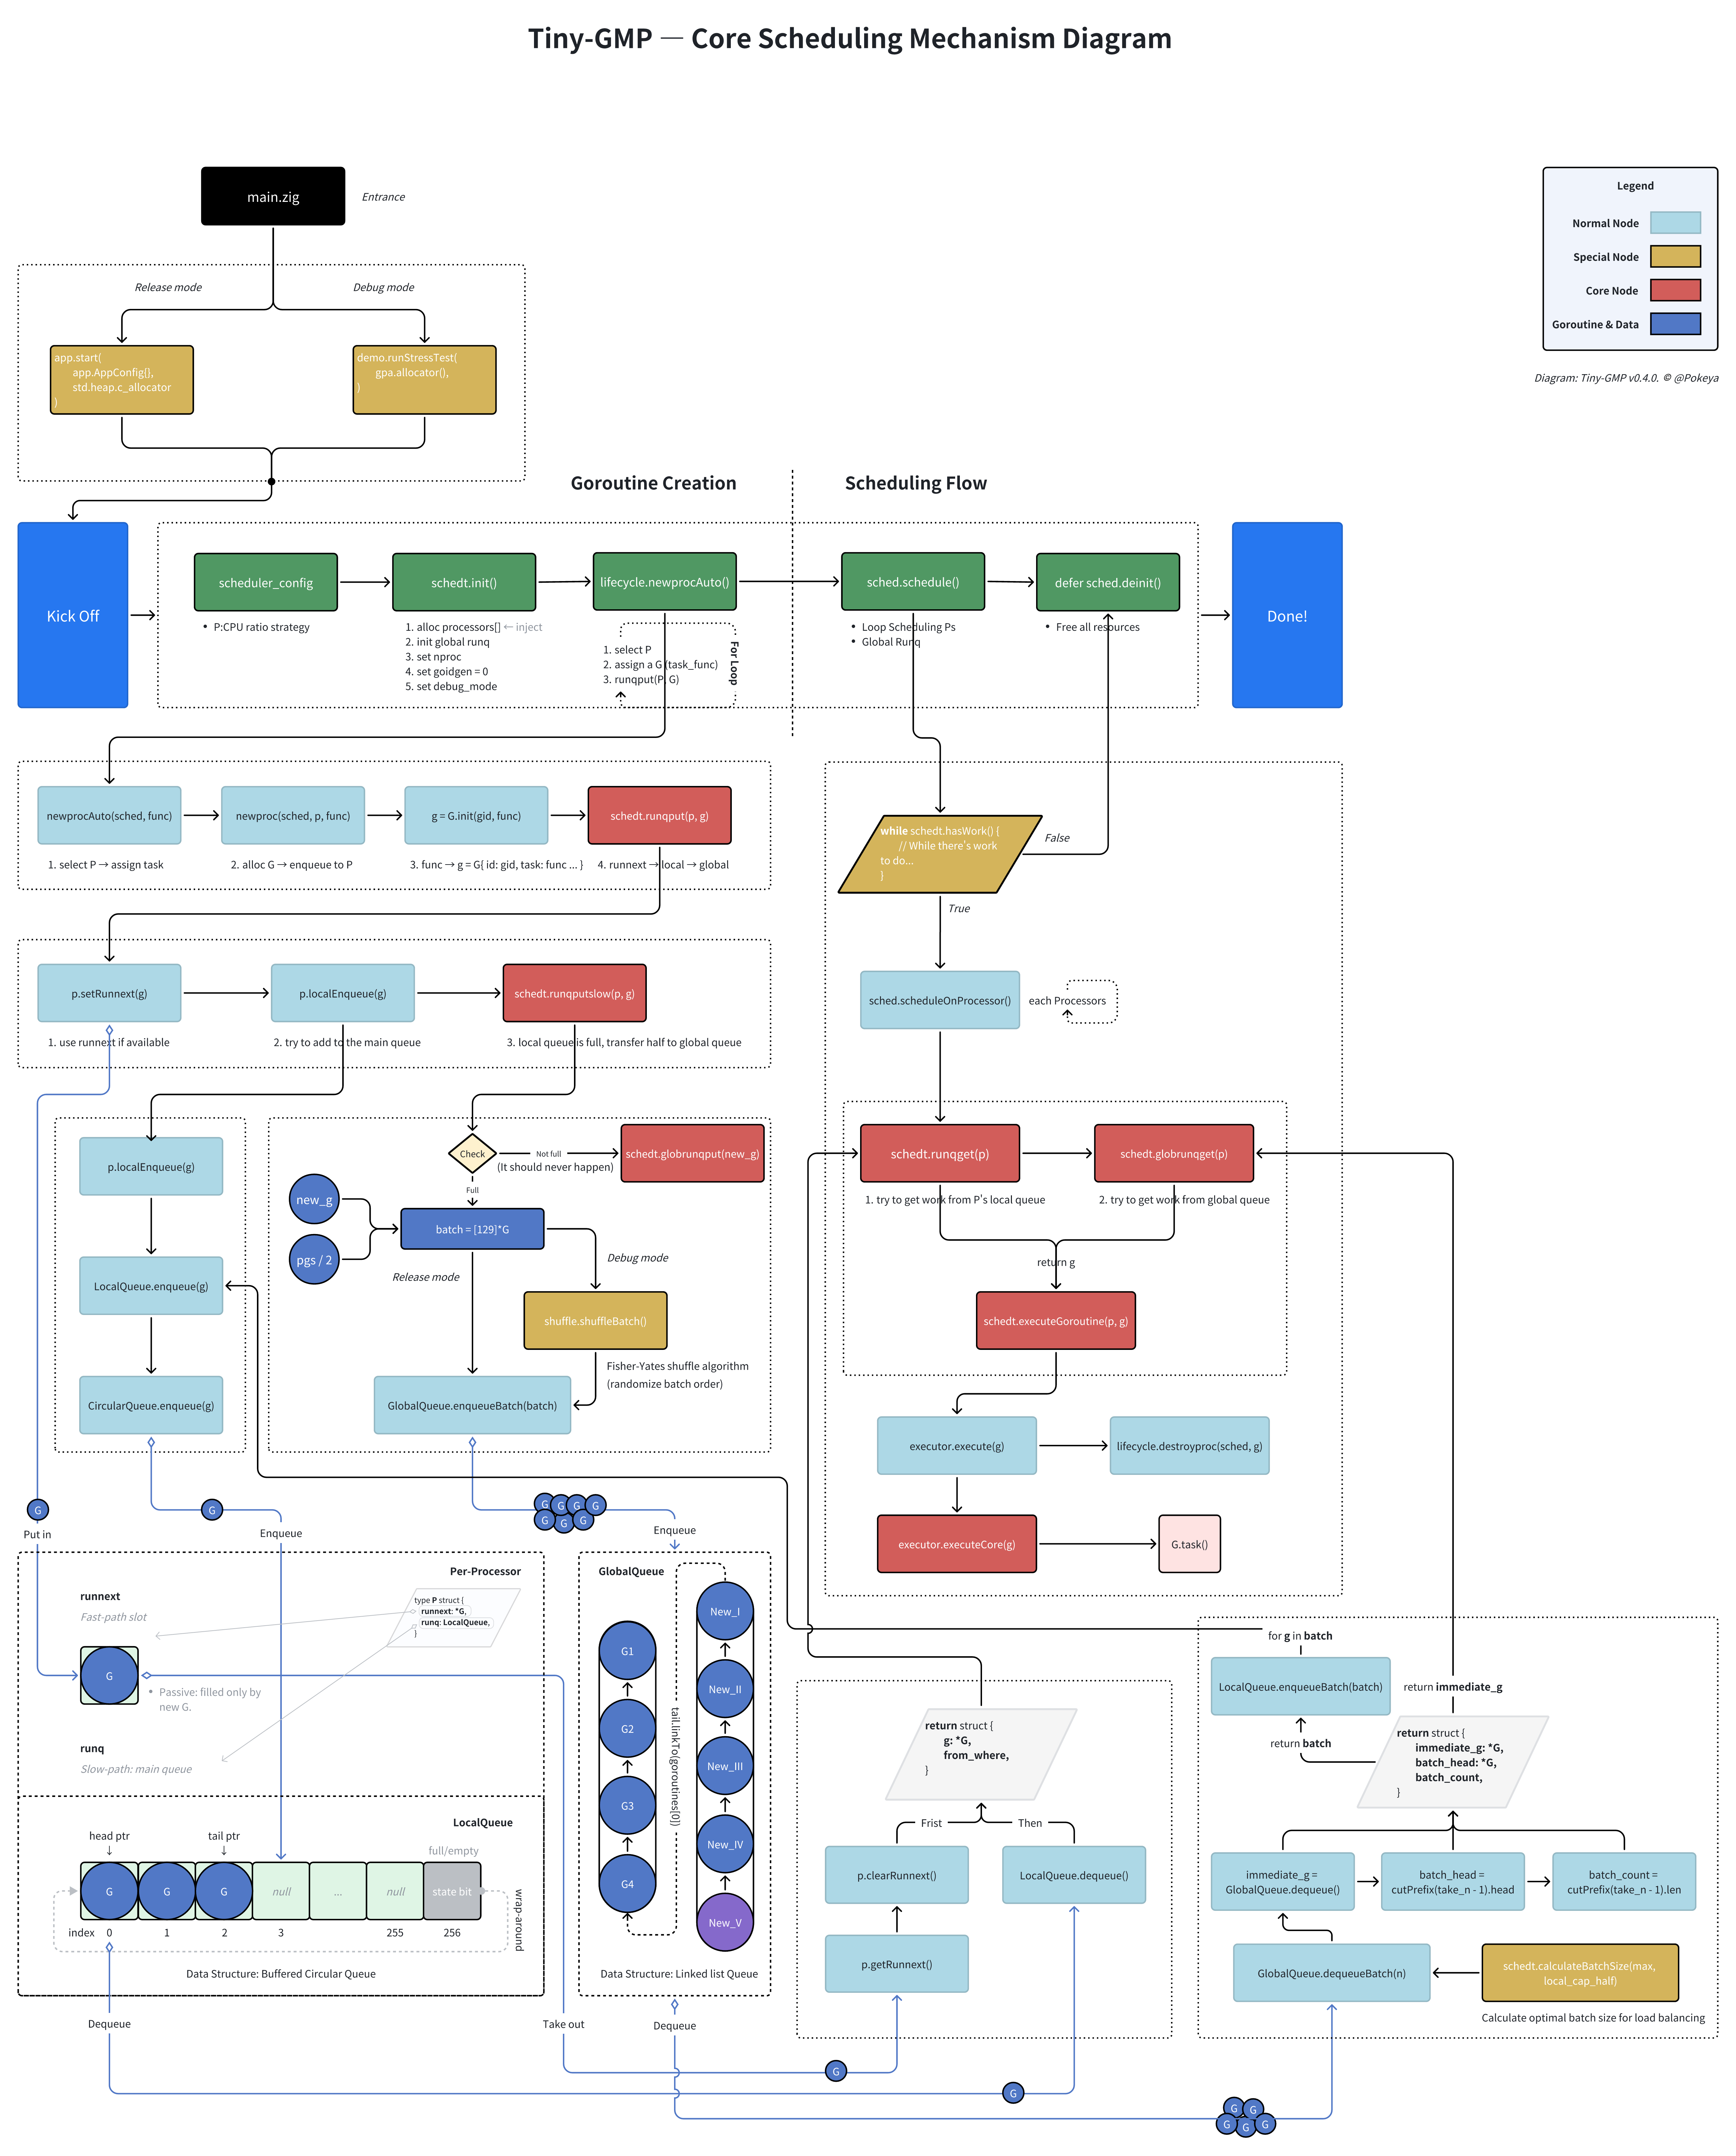 Tiny-GMP — Core Scheduling Mechanism Diagram
main.zig
Entrance
Legend
Normal Node
Special Node
Core Node
Goroutine & Data
Diagram: Tiny-GMP v0.4.0. © @Pokeya
Release mode
Debug mode
app.start(
app.AppConfig{},
std.heap.c_allocator
)
demo.runStressTest(
gpa.allocator(),
)
Goroutine Creation
Scheduling Flow
Kick Off
scheduler_config
• P:CPU ratio strategy
schedt.init()
1. alloc processors[] ← inject
2. init global runq
3. set nproc
4. set goidgen = 0
5. set debug_mode
lifecycle.newprocAuto()
1. select P
2. assign a G (task_func)
3. runqput(P, G)
For Loop
sched.schedule()
• Loop Scheduling Ps
• Global Runq
defer sched.deinit()
• Free all resources
Done!
newprocAuto(sched, func)
newproc(sched, p, func)
g = G.init(gid, func)
schedt.runqput(p, g)
1. select P → assign task
2. alloc G → enqueue to P
3. func → g = G{ id: gid, task: func ... }
4. runnext → local → global
while schedt.hasWork() {
// While there's work
to do...
}
False
True
p.setRunnext(g)
p.localEnqueue(g)
schedt.runqputslow(p, g)
1. use runnext if available
2. try to add to the main queue
3. local queue is full, transfer half to global queue
sched.scheduleOnProcessor()
each Processors
p.localEnqueue(g)
LocalQueue.enqueue(g)
CircularQueue.enqueue(g)
Check
Not full
(It should never happen)
schedt.globrunqput(new_g)
Full
new_g
pgs / 2
batch = [129]*G
Release mode
Debug mode
shuffle.shuffleBatch()
Fisher-Yates shuffle algorithm
(randomize batch order)
GlobalQueue.enqueueBatch(batch)
schedt.runqget(p)
schedt.globrunqget(p)
1. try to get work from P's local queue
2. try to get work from global queue
return g
schedt.executeGoroutine(p, g)
executor.execute(g)
lifecycle.destroyproc(sched, g)
executor.executeCore(g)
G.task()
G
Put in
G
Enqueue
G G G G
G G G
Enqueue
Per-Processor
runnext
Fast-path slot
type P struct {
runnext: *G,
runq: LocalQueue,
}
G
• Passive: filled only by
new G.
runq
Slow-path: main queue
LocalQueue
head ptr
↓
tail ptr
↓
full/empty
G
G
G
null
...
null
state bit
index
0
1
2
3
255
256
wrap-around
Data Structure: Buffered Circular Queue
GlobalQueue
G1
G2
G3
G4
tail.linkTo(goroutines[0])
New_I
New_II
New_III
New_IV
New_V
Data Structure: Linked list Queue
Dequeue
Take out
Dequeue
return struct {
g: *G,
from_where,
}
Frist
Then
p.clearRunnext()
LocalQueue.dequeue()
p.getRunnext()
for g in batch
LocalQueue.enqueueBatch(batch)
return immediate_g
return batch
return struct {
immediate_g: *G,
batch_head: *G,
batch_count,
}
immediate_g =
GlobalQueue.dequeue()
batch_head =
cutPrefix(take_n - 1).head
batch_count =
cutPrefix(take_n - 1).len
GlobalQueue.dequeueBatch(n)
schedt.calculateBatchSize(max,
local_cap_half)
Calculate optimal batch size for load balancing
G
G
G G
G G G